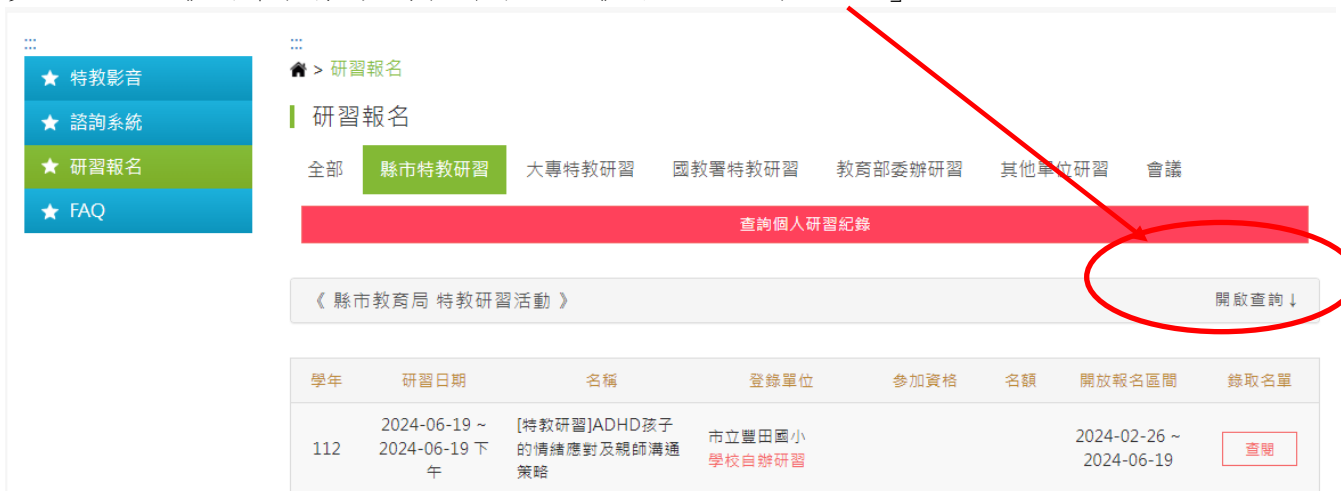 :::
★ 特教影音
★ 諮詢系統
★ 研習報名
★ FAQ
:::
> 研習報名
研習報名
全部 縣市特教研習 大專特教研習 國教署特教研習 教育部委辦研習 其他單位研習 會議
查詢個人研習紀錄
《 縣市教育局 特教研習活動 》 開啟查詢↓
學年 研習日期 名稱 登錄單位 參加資格 名額 開放報名區間 錄取名單
112
2024-06-19 ~
2024-06-19 下
午
[特教研習]ADHD孩子
的情緒應對及親師溝通
策略
市立豐田國小
學校自辦研習
2024-02-26 ~
2024-06-19
查閱